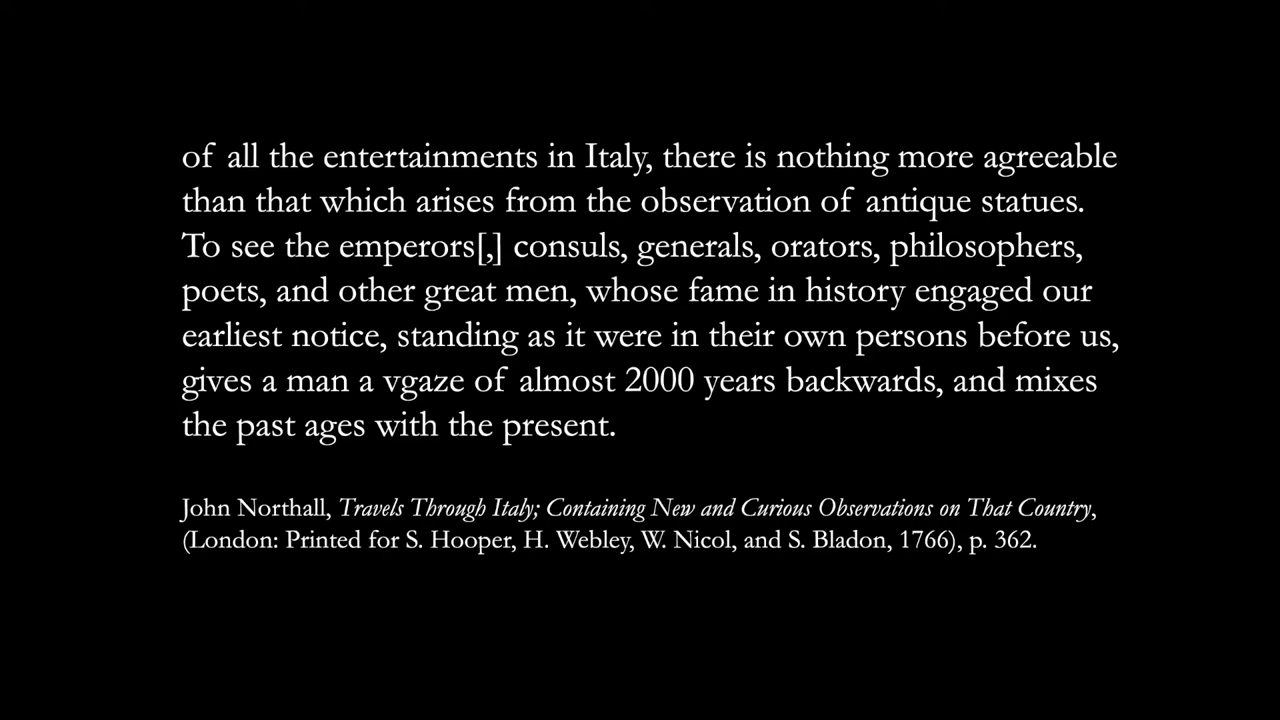 of all the entertainments in Italy, there is nothing more agreeable
than that which arises from the observation of antique statues.
To see the emperors[,] consuls, generals, orators, philosophers,
poets, and other great men, whose fame in history engaged our
earliest notice, standing as it were in their own persons before us,
gives a man a vgaze of almost 2000 years backwards, and mixes
the past ages with the present.
John Northall, Travels Through Italy; Containing New and Curious Observations on That Country,
(London: Printed for S. Hooper, H. Webley, W. Nicol, and S. Bladon, 1766), p. 362.